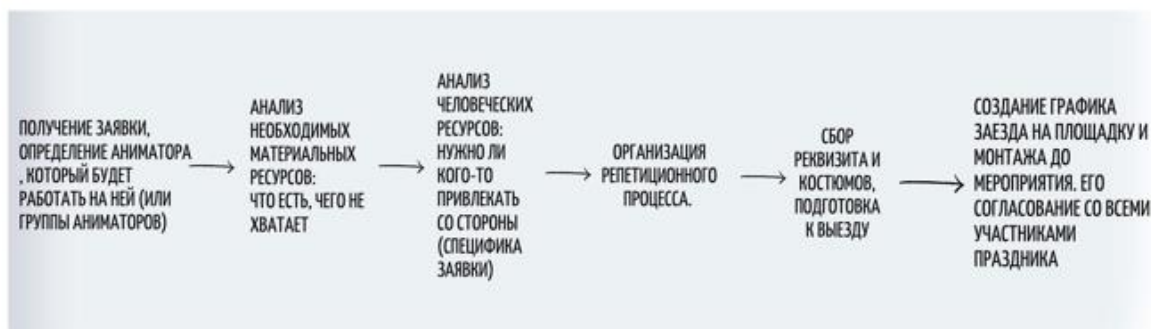 ПОЛУЧЕНИЕ ЗАЯВКИ,
ОПРЕДЕЛЕНИЕ АНИМАТОРА
, КОТОРЫЙ БУДЕТ
РАБОТАТЬ НА НЕЙ (ИЛИ
ГРУППЫ АНИМАТОРОВ)
АНАЛИЗ
НЕОБХОДИМЫХ
МАТЕРИАЛЬНЫХ
РЕСУРСОВ:
ЧТО ЕСТЬ, ЧЕГО НЕ
ХВАТАЕТ
АНАЛИЗ
ЧЕЛОВЕЧЕСКИХ
РЕСУРСОВ:
НУЖНО ЛИ
КОГО-ТО
ПРИВЛЕКАТЬ
СО СТОРОНЫ
(СПЕЦИФИКА
ЗАЯВКИ)
ОРГАНИЗАЦИЯ
РЕПЕТИЦИОННОГО
ПРОЦЕССА.
СБОР
РЕКВИЗИТА И
КОСТЮМОВ,
ПОДГОТОВКА
К ВЫЕЗДУ
СОЗДАНИЕ ГРАФИКА
ЗАЕЗДА НА ПЛОЩАДКУ И
МОНТАЖА ДО
МЕРОПРИЯТИЯ. ЕГО
СОГЛАСОВАНИЕ СО ВСЕМИ
УЧАСТНИКАМИ
ПРАЗДНИКА